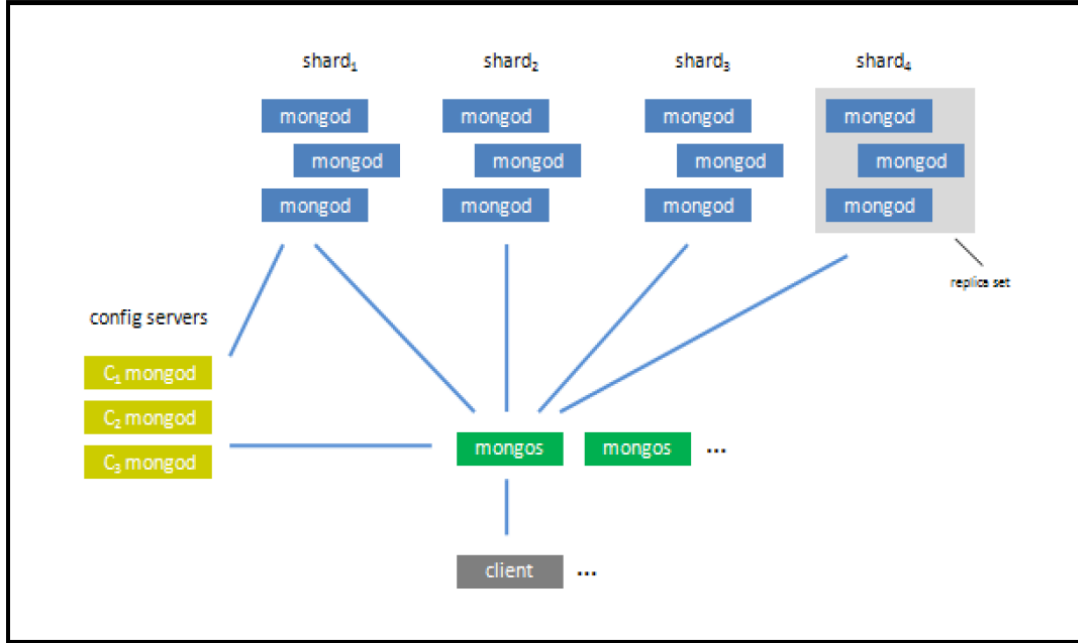 shard₁ shard₂ shard₃ shard₄
mongod mongod mongod mongod
mongod mongod mongod mongod
mongod mongod mongod mongod
replica set
config servers
C₁ mongod
C₂ mongod
C₃ mongod
mongos mongos ...
client ...